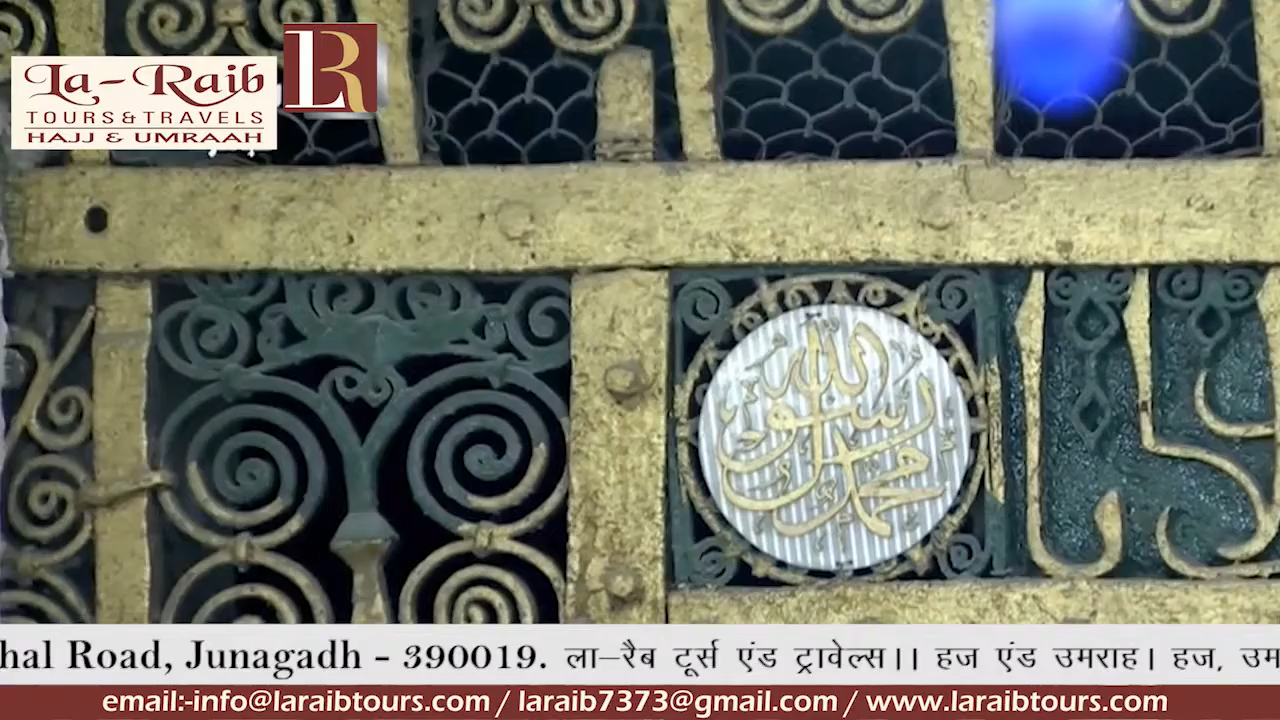 La-Raib
TOURS & TRAVELS
HAJJ & UMRAAH
LR
محمد رسول الله
hal Road, Junagadh - 390019. ला–रैब टूर्स एंड ट्रावेल्स।। हज एंड उमराह। हज, उम
email:-info@laraibtours.com / laraib7373@gmail.com / www.laraibtours.com